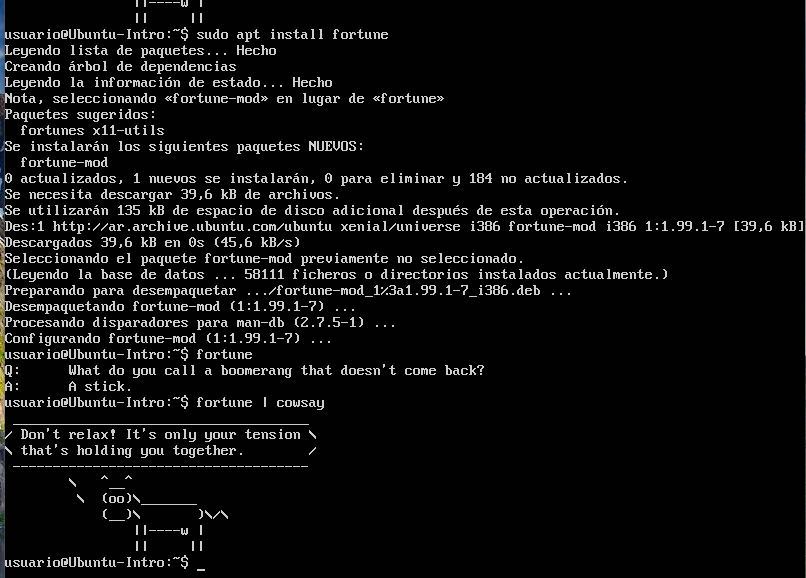 ||----w |
||     ||
usuario@Ubuntu-Intro:~$ sudo apt install fortune
Leyendo lista de paquetes... Hecho
Creando árbol de dependencias
Leyendo la información de estado... Hecho
Nota, seleccionando «fortune-mod» en lugar de «fortune»
Paquetes sugeridos:
  fortunes x11-utils
Se instalarán los siguientes paquetes NUEVOS:
  fortune-mod
0 actualizados, 1 nuevos se instalarán, 0 para eliminar y 184 no actualizados.
Se necesita descargar 39,6 kB de archivos.
Se utilizarán 135 kB de espacio de disco adicional después de esta operación.
Des:1 http://ar.archive.ubuntu.com/ubuntu xenial/universe i386 fortune-mod i386 1:1.99.1-7 [39,6 kB]
Descargados 39,6 kB en 0s (45,6 kB/s)
Seleccionando el paquete fortune-mod previamente no seleccionado.
(Leyendo la base de datos ... 58111 ficheros o directorios instalados actualmente.)
Preparando para desempaquetar .../fortune-mod_1%3a1.99.1-7_i386.deb ...
Desempaquetando fortune-mod (1:1.99.1-7) ...
Procesando disparadores para man-db (2.7.5-1) ...
Configurando fortune-mod (1:1.99.1-7) ...
usuario@Ubuntu-Intro:~$ fortune
Q:      What do you call a boomerang that doesn't come back?
A:      A stick.
usuario@Ubuntu-Intro:~$ fortune | cowsay
 _____________________________________
/ Don't relax! It's only your tension \
\ that's holding you together.        /
 -------------------------------------
        \   ^__^
         \  (oo)\_______
            (__)\       )\/\
                ||----w |
                ||     ||
usuario@Ubuntu-Intro:~$ _